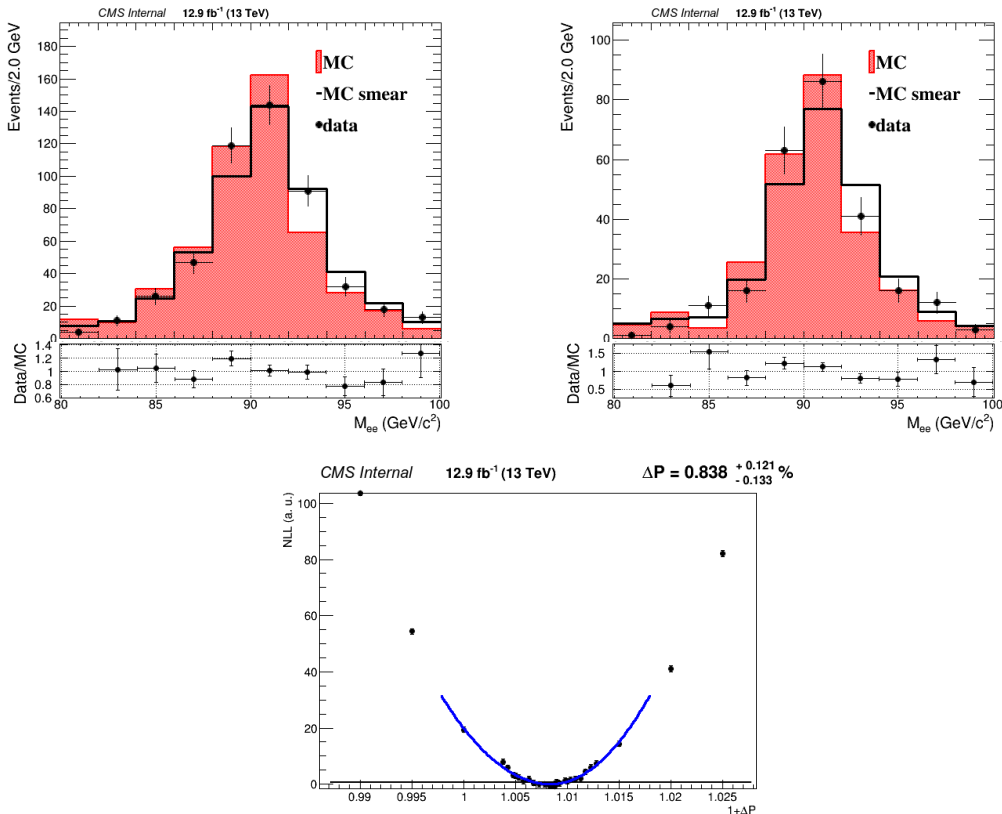 CMS Internal 12.9 fb⁻¹ (13 TeV)
Events/2.0 GeV
180
160
140
120
100
80
60
40
20
0
MC
MC smear
data
Data/MC
1.4
1.2
1
0.8
0.6
80 85 90 95 100
M_ee (GeV/c²)
CMS Internal 12.9 fb⁻¹ (13 TeV)
Events/2.0 GeV
100
80
60
40
20
0
MC
MC smear
data
Data/MC
1.5
1
0.5
80 85 90 95 100
M_ee (GeV/c²)
CMS Internal 12.9 fb⁻¹ (13 TeV) ΔP = 0.838 + 0.121 - 0.133 %
NLL (a. u.)
100
80
60
40
20
0
0.99 0.995 1 1.005 1.01 1.015 1.02 1.025
1+ΔP